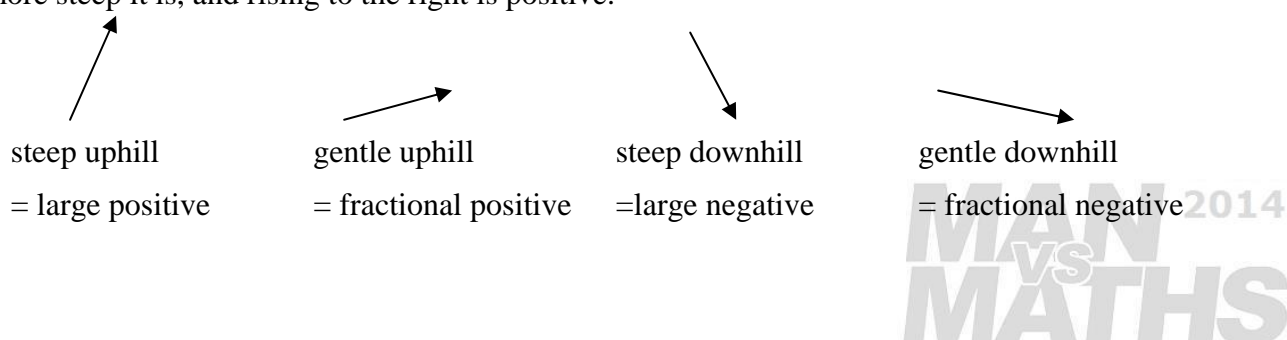 more steep it is, and rising to the right is positive.
steep uphill gentle uphill steep downhill gentle downhill
= large positive = fractional positive =large negative = fractional negative
2014
MAN
VS
MATHS